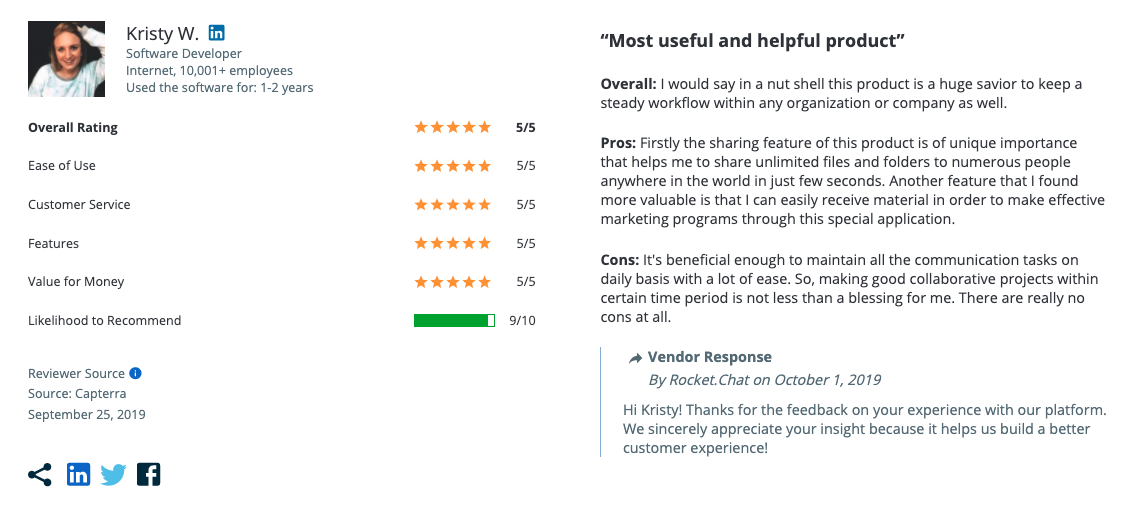 Kristy W.
Software Developer
Internet, 10,001+ employees
Used the software for: 1-2 years
Overall Rating 5/5
Ease of Use 5/5
Customer Service 5/5
Features 5/5
Value for Money 5/5
Likelihood to Recommend 9/10
Reviewer Source
Source: Capterra
September 25, 2019
“Most useful and helpful product”
Overall: I would say in a nut shell this product is a huge savior to keep a
steady workflow within any organization or company as well.
Pros: Firstly the sharing feature of this product is of unique importance
that helps me to share unlimited files and folders to numerous people
anywhere in the world in just few seconds. Another feature that I found
more valuable is that I can easily receive material in order to make effective
marketing programs through this special application.
Cons: It's beneficial enough to maintain all the communication tasks on
daily basis with a lot of ease. So, making good collaborative projects within
certain time period is not less than a blessing for me. There are really no
cons at all.
Vendor Response
By Rocket.Chat on October 1, 2019
Hi Kristy! Thanks for the feedback on your experience with our platform.
We sincerely appreciate your insight because it helps us build a better
customer experience!